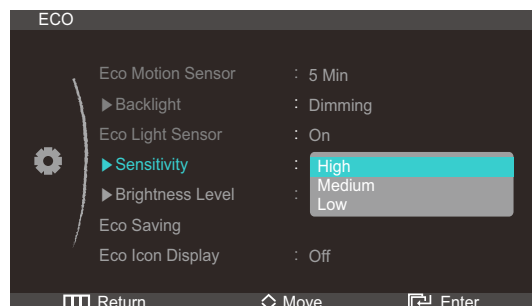 ECO
Eco Motion Sensor : 5 Min
▶Backlight : Dimming
Eco Light Sensor : On
▶Sensitivity : High
Medium
▶Brightness Level : Low
Eco Saving
Eco Icon Display : Off
Return Move Enter